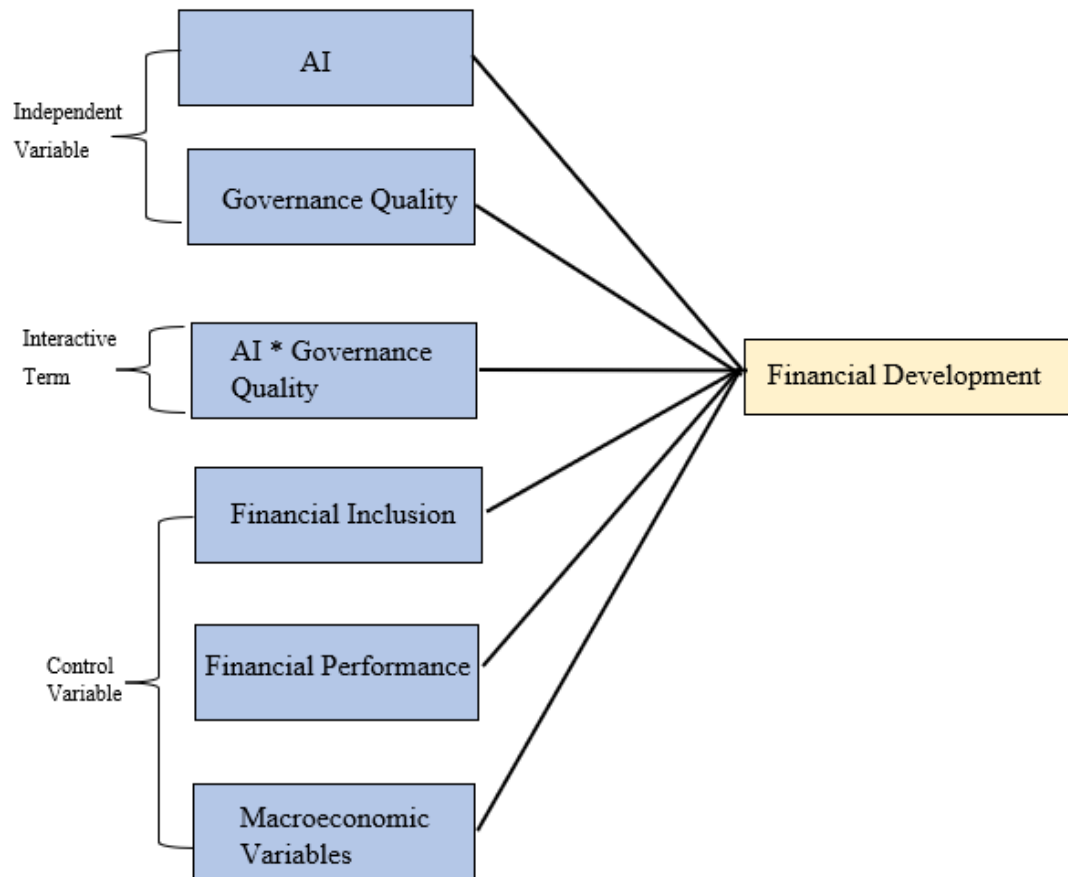 AI
Independent
Variable
Governance Quality
Interactive
Term
AI * Governance
Quality
Financial Development
Financial Inclusion
Control
Variable
Financial Performance
Macroeconomic
Variables